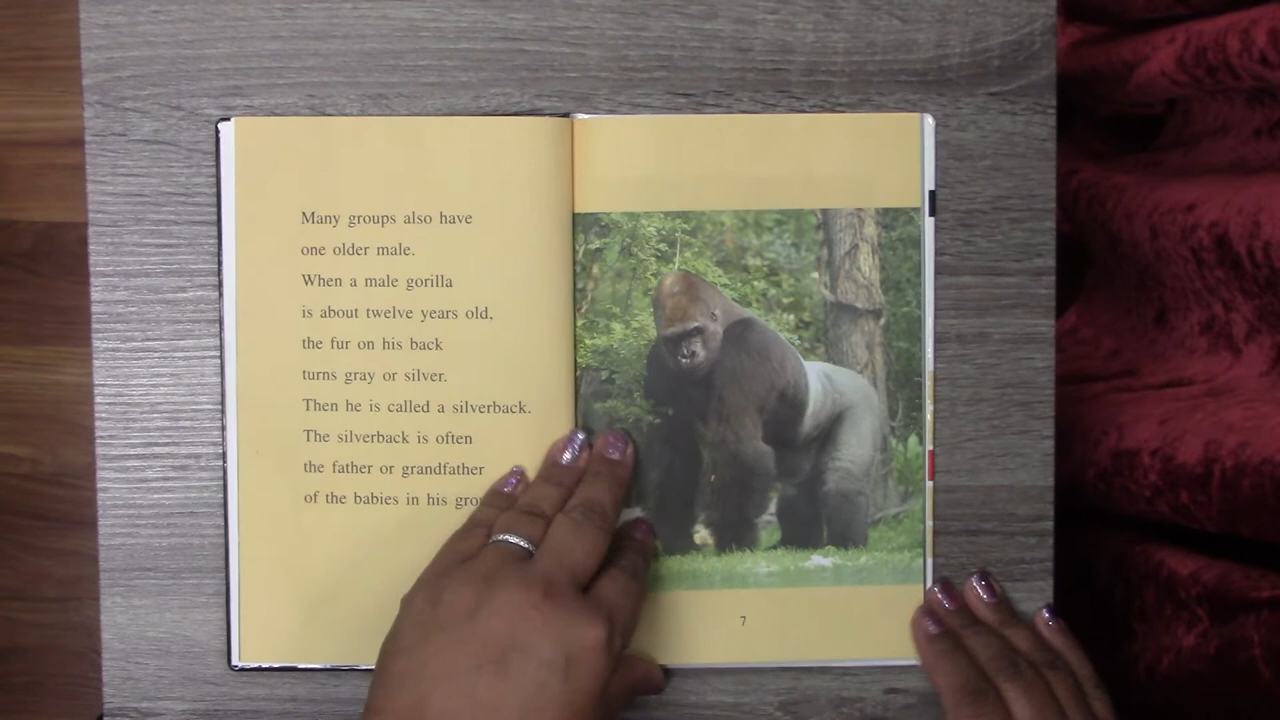 Many groups also have
one older male.
When a male gorilla
is about twelve years old,
the fur on his back
turns gray or silver.
Then he is called a silverback.
The silverback is often
the father or grandfather
of the babies in his
7